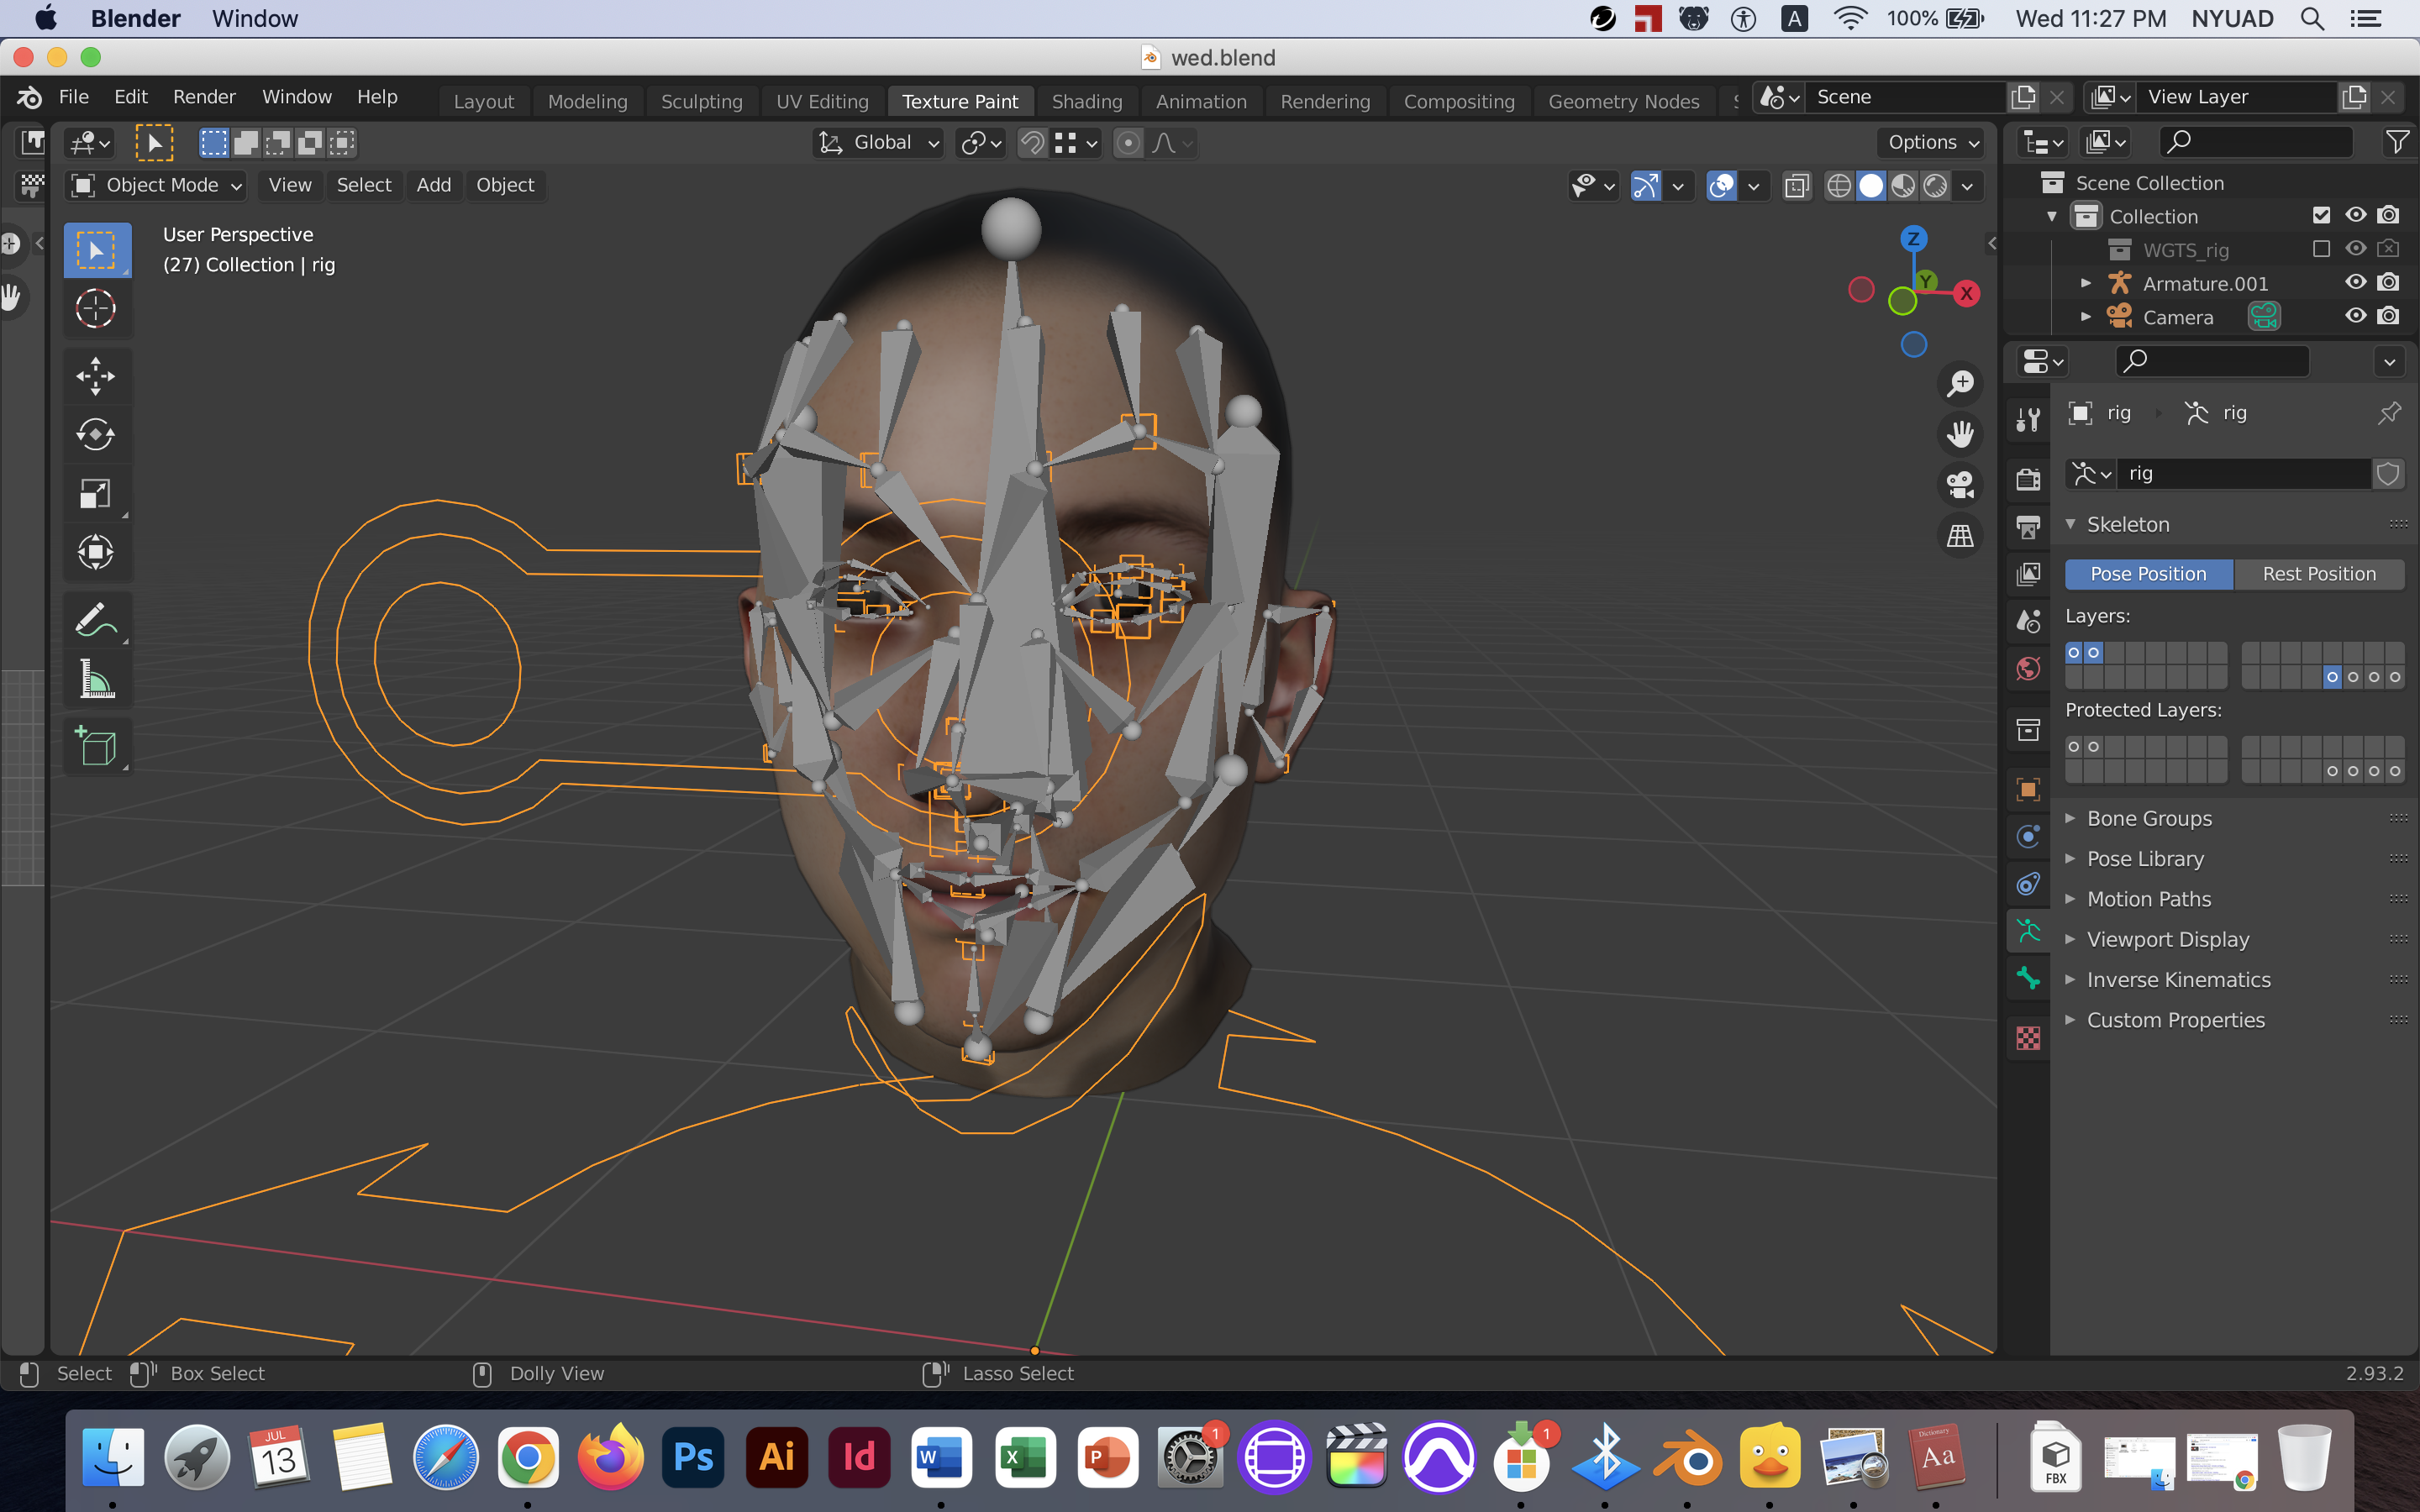 Blender Window A 100% Wed 11:27 PM NYUAD
wed.blend
File Edit Render Window Help Layout Modeling Sculpting UV Editing Texture Paint Shading Animation Rendering Compositing Geometry Nodes Scene View Layer
Global Options
Object Mode View Select Add Object
User Perspective
(27) Collection | rig
Z
Y
X
Scene Collection
Collection
WGTS_rig
Armature.001
Camera
rig rig
rig
Skeleton
Pose Position Rest Position
Layers:
Protected Layers:
Bone Groups
Pose Library
Motion Paths
Viewport Display
Inverse Kinematics
Custom Properties
Select Box Select Dolly View Lasso Select 2.93.2
JUL
13
Ps
Ai
Id
W
X
P
1
1
Dictionary
Aa
FBX